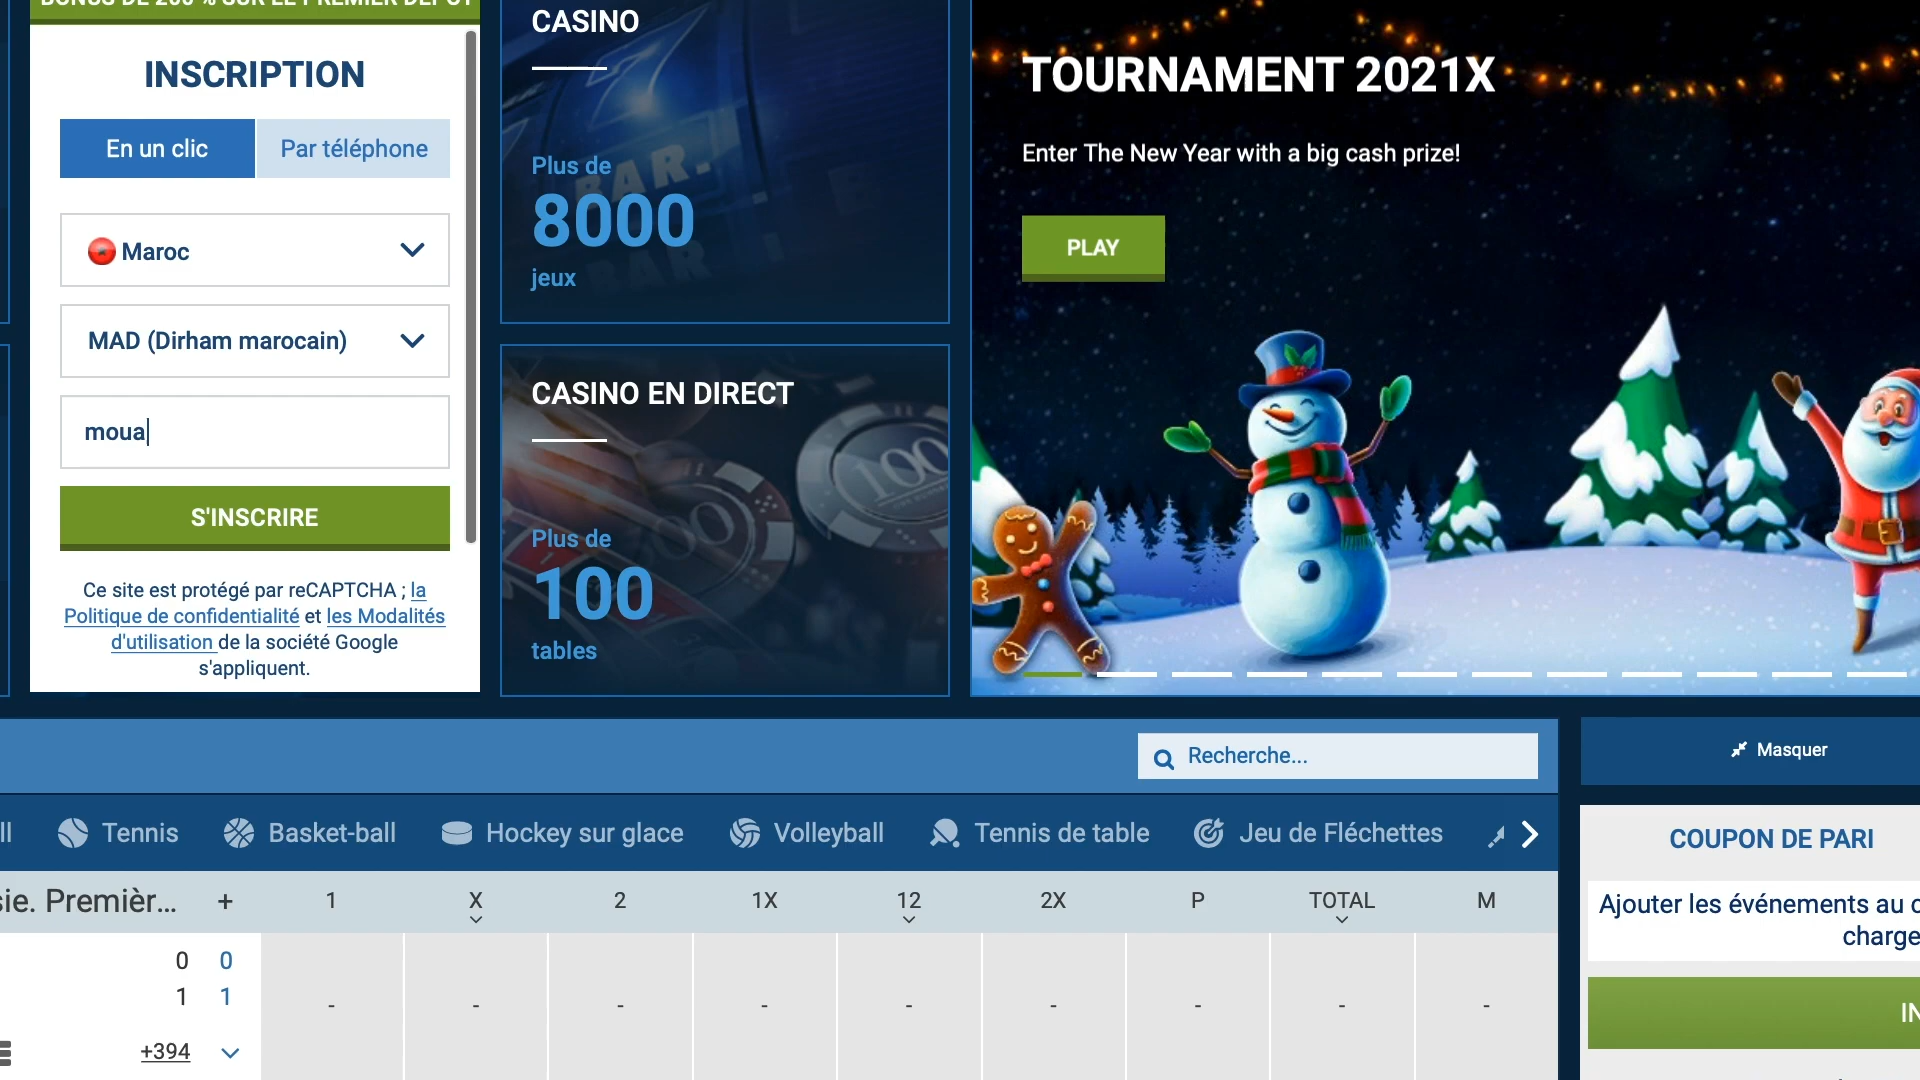 INSCRIPTION
En un clic
Par téléphone
Maroc
MAD (Dirham marocain)
moua
S'INSCRIRE
Ce site est protégé par reCAPTCHA ; la
Politique de confidentialité et les Modalités
d'utilisation de la société Google
s'appliquent.
CASINO
BAR.
BAR
Plus de
8000
jeux
CASINO EN DIRECT
100
Plus de
100
tables
TOURNAMENT 2021X
Enter The New Year with a big cash prize!
PLAY
Recherche...
Masquer
Tennis
Basket-ball
Hockey sur glace
Volleyball
Tennis de table
Jeu de Fléchettes
Premièr... + 1 X 2 1X 12 2X P TOTAL M
0 0
1 1
- - - - - - - - -
+394
COUPON DE PARI
Ajouter les événements au